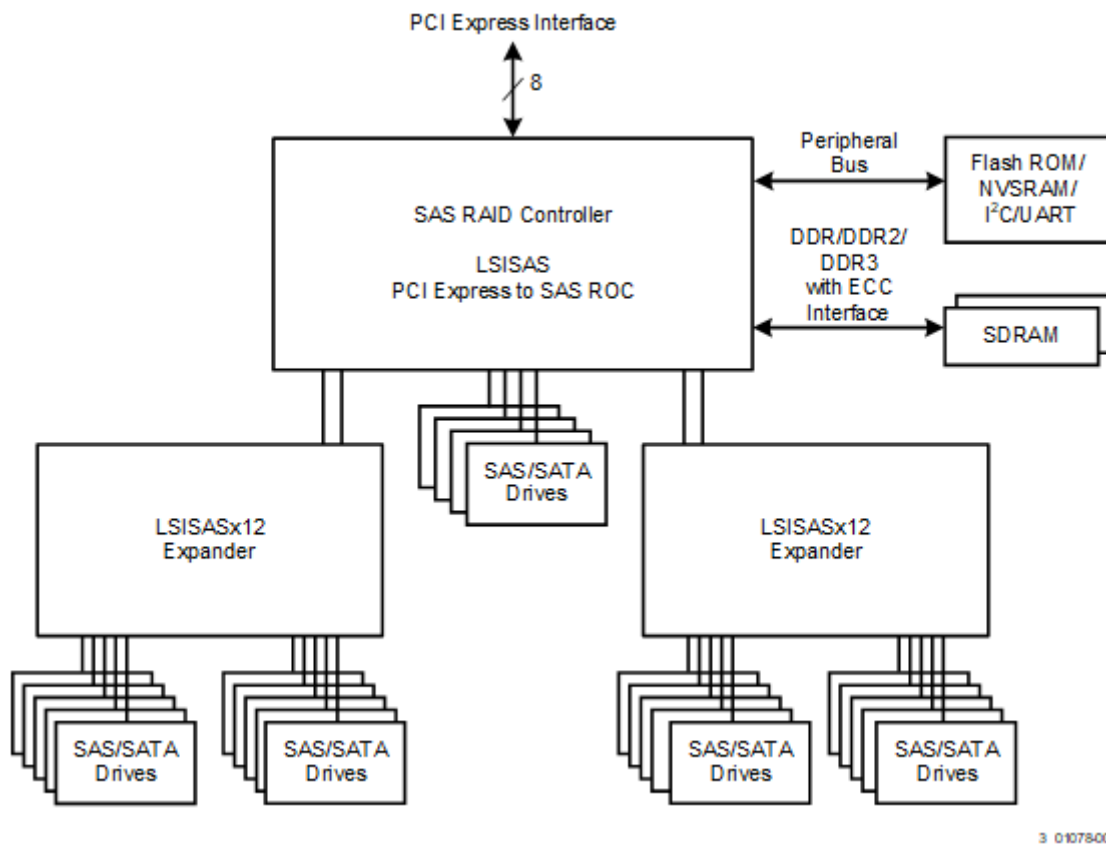 PCI Express Interface
8
Peripheral
Bus
Flash ROM/
NVSRAM/
I²C/UART
SAS RAID Controller
LSISAS
PCI Express to SAS ROC
DDR/DDR2/
DDR3
with ECC
Interface
SDRAM
SAS/SATA
Drives
LSISASx12
Expander
LSISASx12
Expander
SAS/SATA
Drives
SAS/SATA
Drives
SAS/SATA
Drives
SAS/SATA
Drives